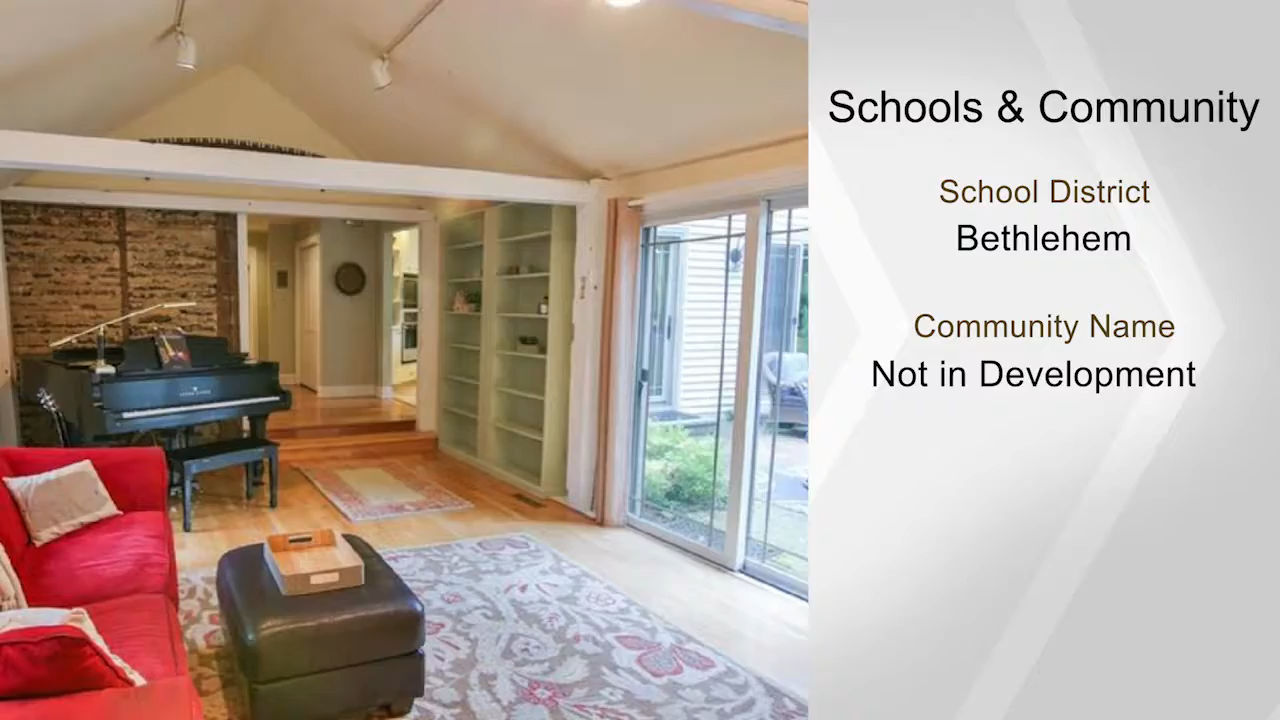 Schools & Community
School District
Bethlehem
Community Name
Not in Development